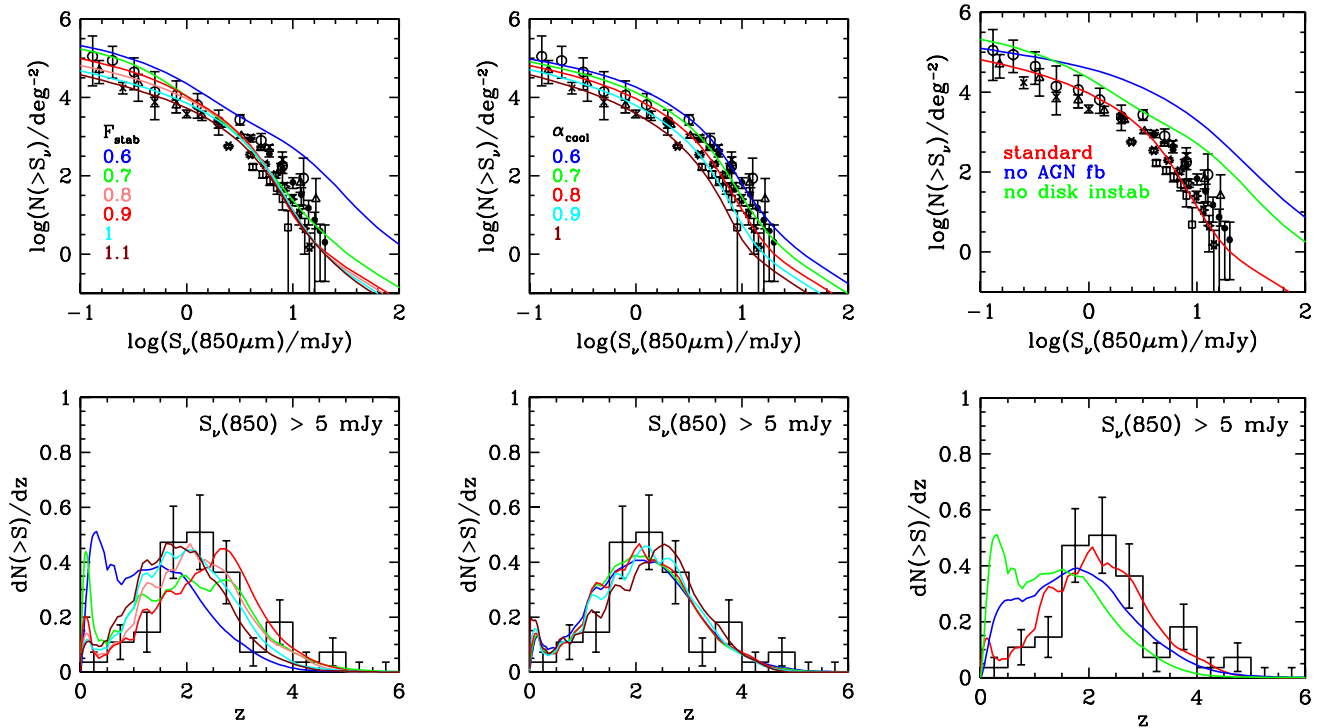 6
4
2
0
log(N(>Sν)/deg⁻²)
Fstab
0.6
0.7
0.8
0.9
1
1.1
−1 0 1 2
log(Sν(850μm)/mJy)
6
4
2
0
log(N(>Sν)/deg⁻²)
αcool
0.6
0.7
0.8
0.9
1
−1 0 1 2
log(Sν(850μm)/mJy)
6
4
2
0
log(N(>Sν)/deg⁻²)
standard
no AGN fb
no disk instab
−1 0 1 2
log(Sν(850μm)/mJy)
1
0.8
0.6
0.4
0.2
0
dN(>S)/dz
Sν(850) > 5 mJy
0 2 4 6
z
1
0.8
0.6
0.4
0.2
0
dN(>S)/dz
Sν(850) > 5 mJy
0 2 4 6
z
1
0.8
0.6
0.4
0.2
0
dN(>S)/dz
Sν(850) > 5 mJy
0 2 4 6
z